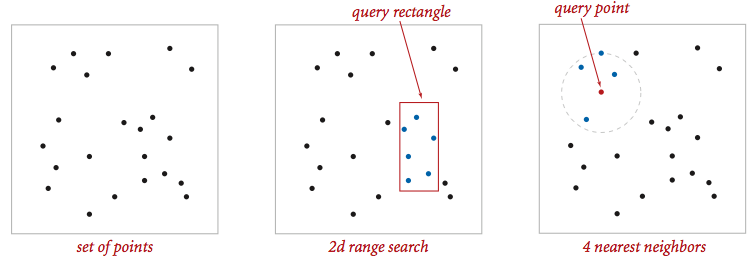 query rectangle
query point
set of points
2d range search
4 nearest neighbors